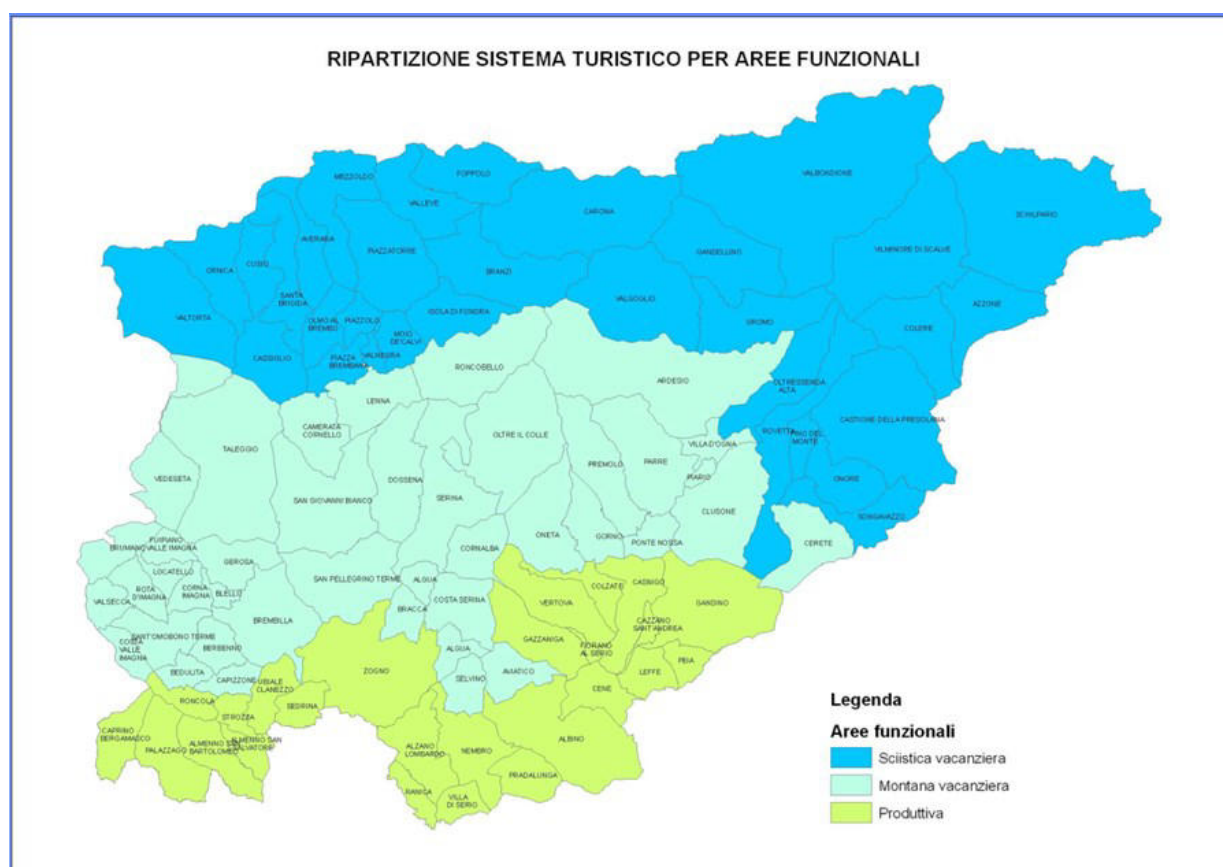 RIPARTIZIONE SISTEMA TURISTICO PER AREE FUNZIONALI
FOPPOLO
MEZZOLDO
VALBONDIONE
VALLEVE
CARONA
SCHILPARIO
AVERARA
PIAZZATORRE
VILMINORE DI SCALVE
GANDELLINO
CUSIO
ORNICA
BRANZI
SANTA
BRIGIDA
VALGOGLIO
AZZONE
ISOLA DI FONDRA
VALTORTA
OLMO AL
BREMBO
PIAZZOLO
GROMO
COLERE
MOIO
DE'CALVI
CASSIGLIO
PIAZZA
BREMBANA
VALNEGRA
RONCOBELLO
ARDESIO
OLTRESSENDA
ALTA
LENNA
CASTIONE DELLA PRESOLANA
CAMERATA
CORNELLO
ROVETTA
FINO DEL
MONTE
OLTRE IL COLLE
VILLA D'OGNA
TALEGGIO
PREMOLO
PARRE
VEDESETA
DOSSENA
PIARIO
ONORE
SAN GIOVANNI BIANCO
SERINA
CLUSONE
SONGAVAZZO
ONETA
GORNO
PONTE NOSSA
CERETE
FUIPIANO
VALLE IMAGNA
BRUMANO
CORNALBA
GEROSA
LOCATELLO
SAN PELLEGRINO TERME
ALGUA
COLZATE
CASNIGO
VALSECCA
ROTA
D'IMAGNA
CORNA
IMAGNA
BLELLO
COSTA SERINA
VERTOVA
GANDINO
BRACCA
BREMBILLA
CAZZANO
SANT'ANDREA
SANT'OMOBONO TERME
GAZZANIGA
COSTA
VALLE
IMAGNA
BERBENNO
ALGUA
FIORANO
AL SERIO
PEIA
ZOGNO
AVIATICO
LEFFE
BEDULITA
CAPIZZONE
UBIALE
CLANEZZO
SELVINO
CENE
RONCOLA
SEDRINA
STROZZA
CAPRINO
BERGAMASCO
ALBINO
PALAZZAGO
ALMENNO SAN
BARTOLOMEO
ALMENNO SAN
SALVATORE
ALZANO
LOMBARDO
NEMBRO
PRADALUNGA
RANICA
VILLA
DI SERIO
Legenda
Aree funzionali
Sciistica vacanziera
Montana vacanziera
Produttiva